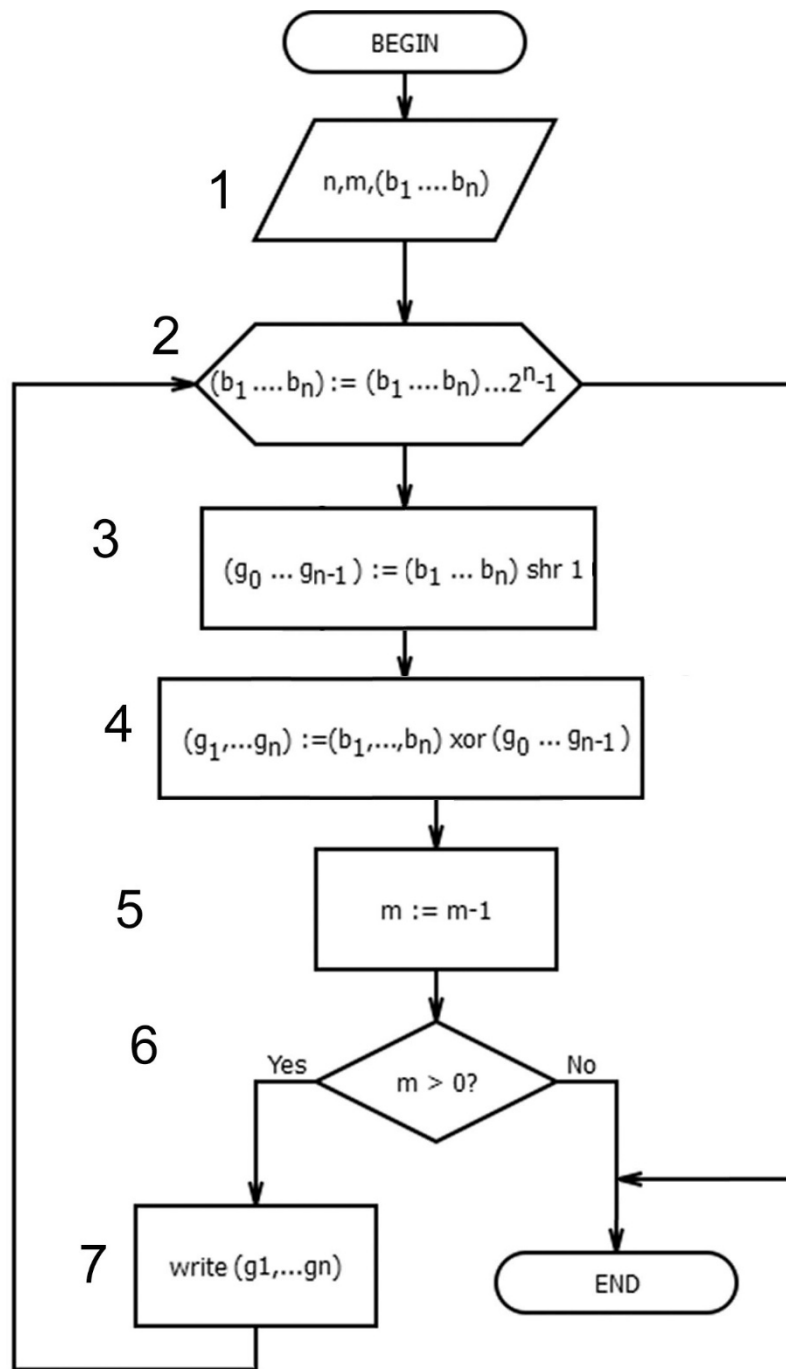 BEGIN
1
n,m,(b₁ .... bₙ)
2
(b₁ .... bₙ) := (b₁ .... bₙ) ...2ⁿ-1
3
(g₀ ... gₙ₋₁) := (b₁ ... bₙ) shr 1
4
(g₁,...gₙ) :=(b₁,...,bₙ) xor (g₀ ... gₙ₋₁)
5
m := m-1
6
Yes
m > 0?
No
7
write (g1,...gn)
END